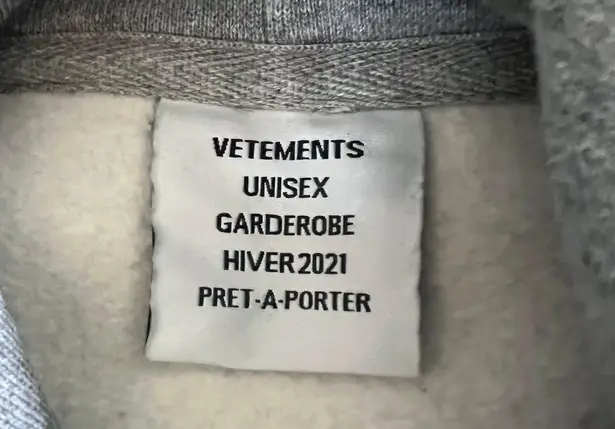 VETEMENTS
UNISEX
GARDEROBE
HIVER 2021
PRET-A-PORTER